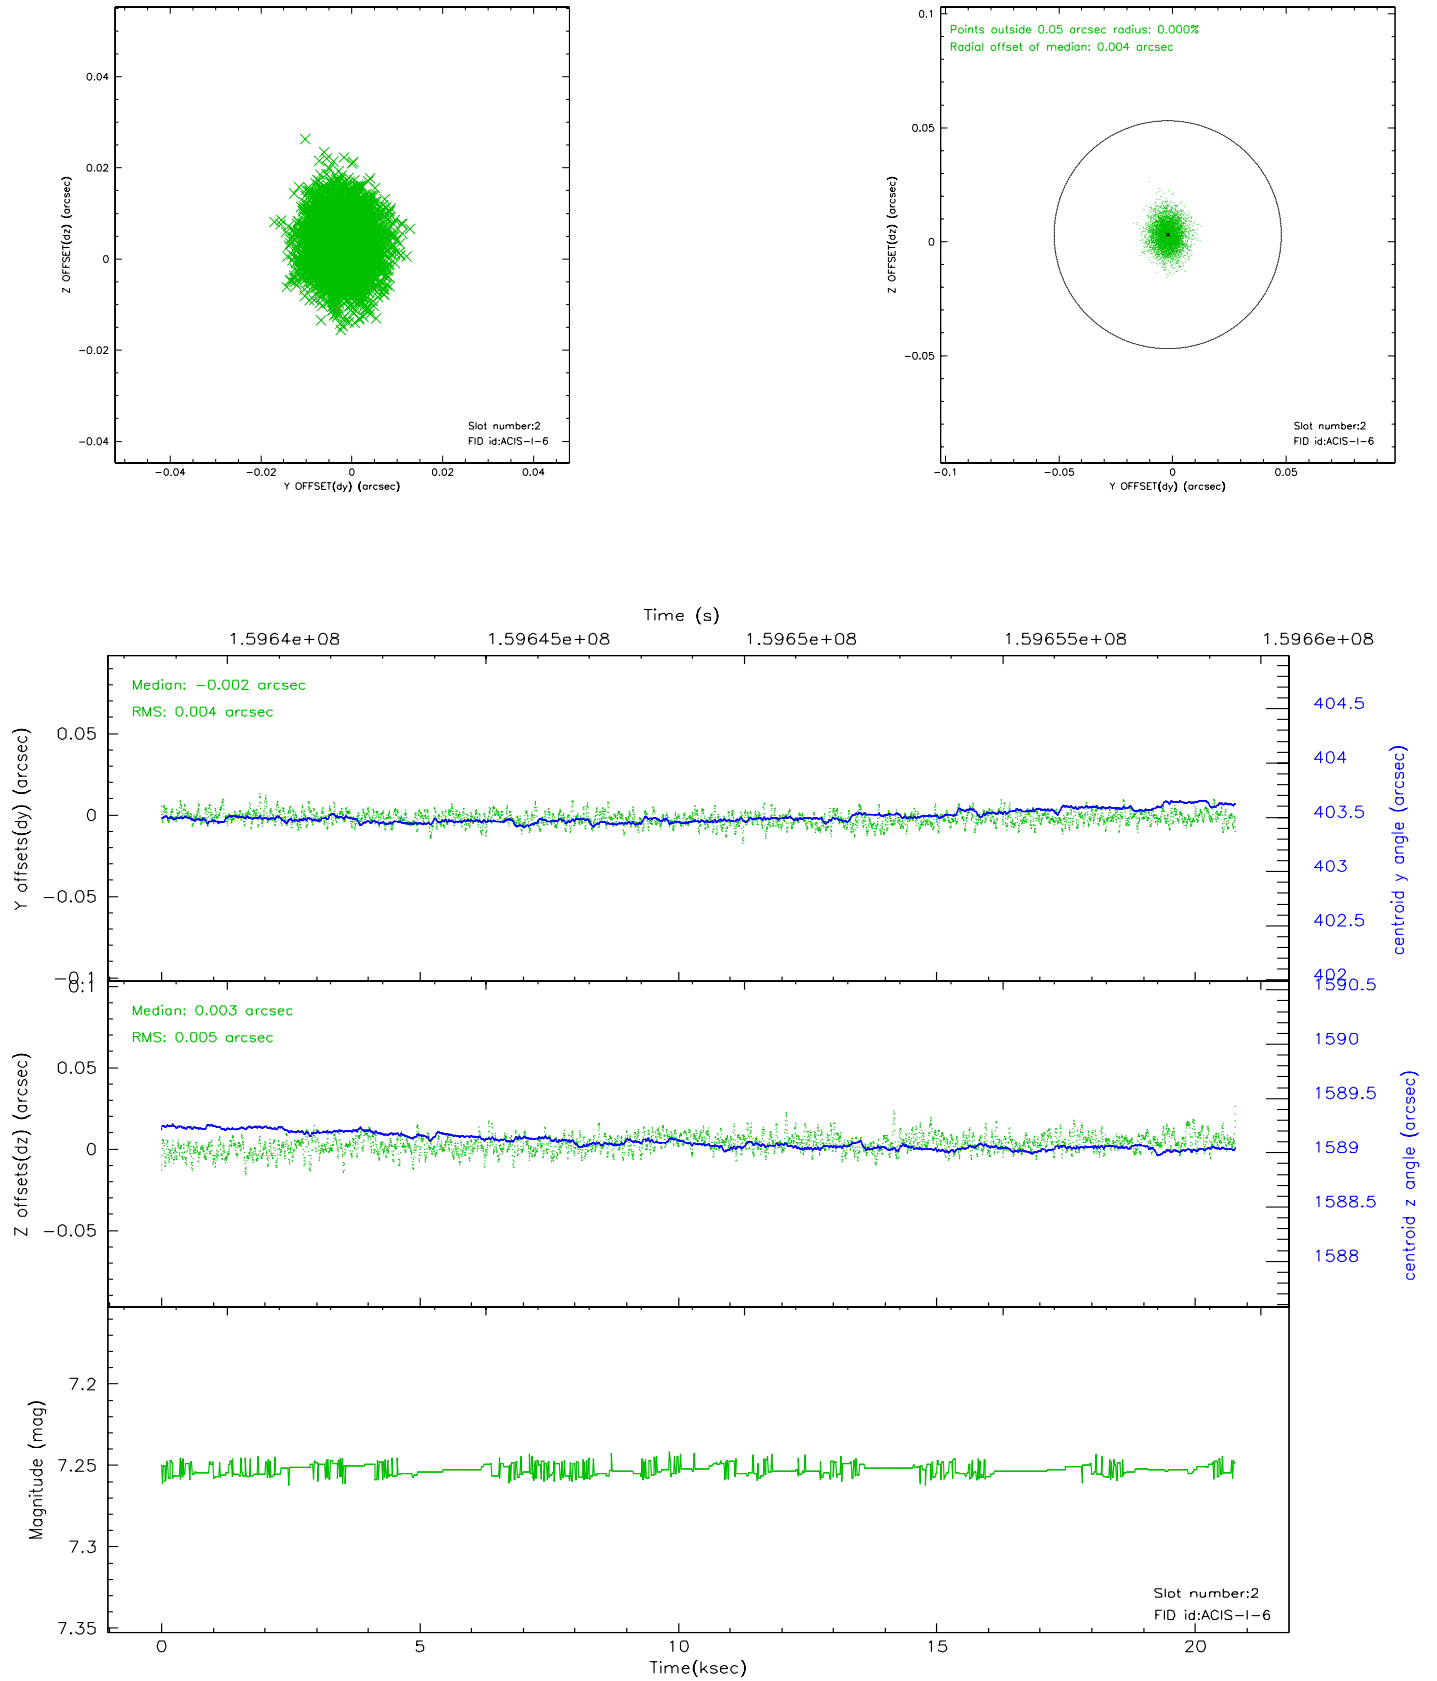 0.04
0.02
0
−0.02
−0.04
Z OFFSET(dz) (arcsec)
Slot number:2
FID id:ACIS−I−6
−0.04
−0.02
0
0.02
0.04
Y OFFSET(dy) (arcsec)
0.1
0.05
0
−0.05
−0.1
Z OFFSET(dz) (arcsec)
Points outside 0.05 arcsec radius: 0.000%
Radial offset of median: 0.004 arcsec
Slot number:2
FID id:ACIS−I−6
−0.05
0
0.05
Y OFFSET(dy) (arcsec)
Time (s)
1.5964e+08
1.59645e+08
1.5965e+08
1.59655e+08
1.5966e+08
Median: −0.002 arcsec
RMS: 0.004 arcsec
0.05
0
−0.05
−0.1
Y offsets(dy) (arcsec)
404.5
404
403.5
403
402.5
402
centroid y angle (arcsec)
Median: 0.003 arcsec
RMS: 0.005 arcsec
0.1
0.05
0
−0.05
Z offsets(dz) (arcsec)
1590.5
1590
1589.5
1589
1588.5
1588
centroid z angle (arcsec)
7.2
7.25
7.3
7.35
Magnitude (mag)
Slot number:2
FID id:ACIS−I−6
0
5
10
15
20
Time(ksec)